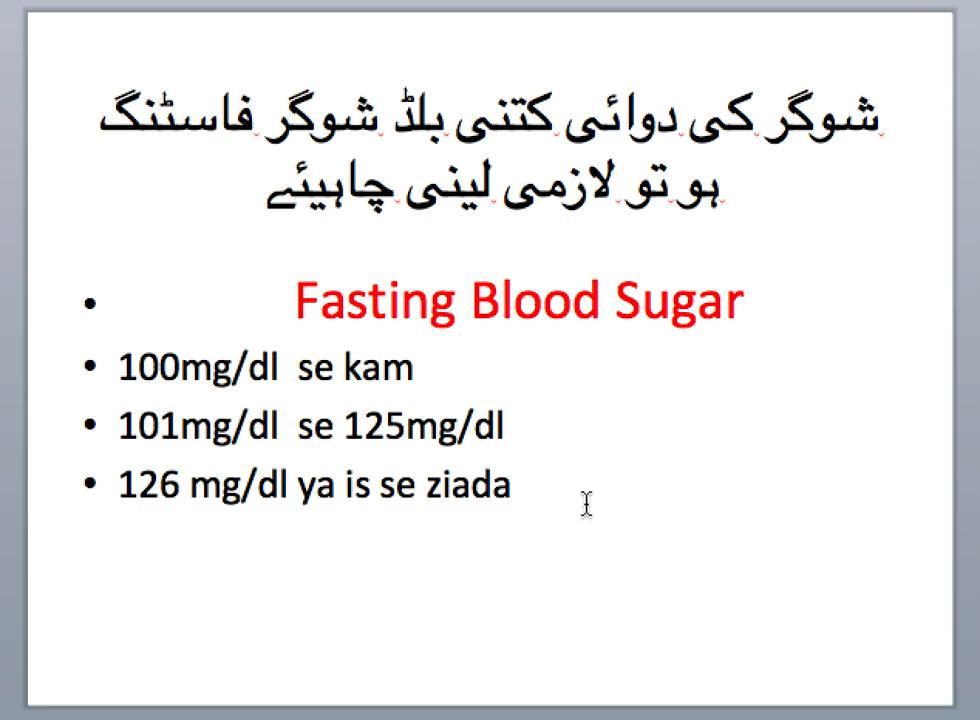 شوگر کی دوائی کتنی بلڈ شوگر فاسٹنگ
ہو تو لازمی لینی چاہیئے
• Fasting Blood Sugar
• 100mg/dl se kam
• 101mg/dl se 125mg/dl
• 126 mg/dl ya is se ziada